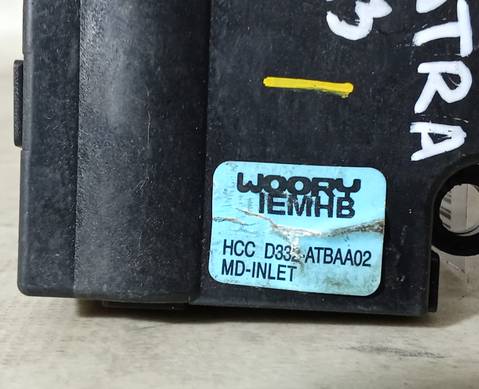 TRA
3
WOORY
IEMHB
HCC D332-ATBAA02
MD-INLET